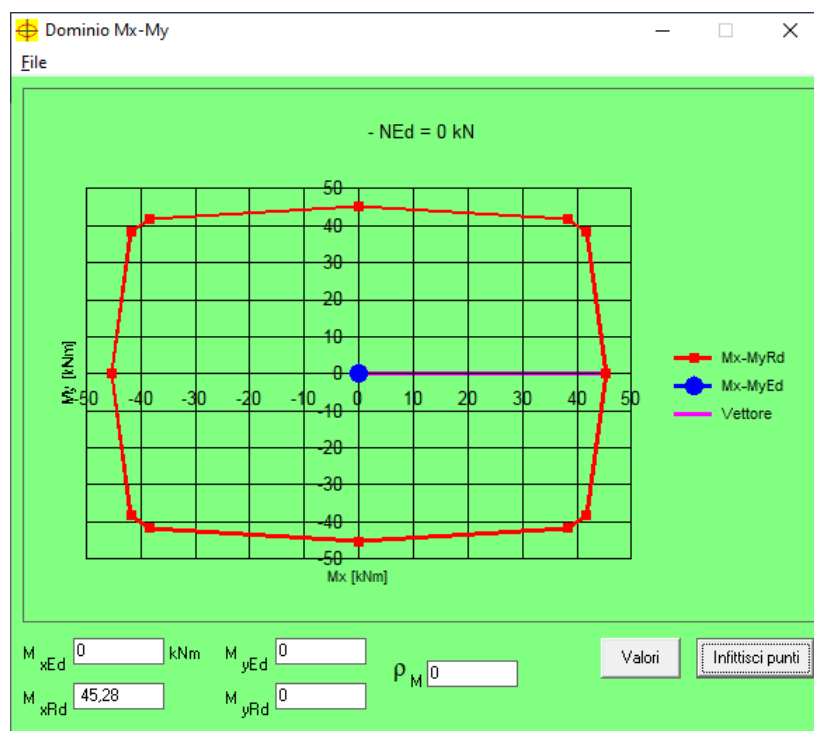 Dominio Mx-My
File
- NEd = 0 kN
50
40
30
20
10
0
-10
-20
-30
-40
-50
-50 -40 -30 -20 -10 0 10 20 30 40 50
My [kNm]
Mx [kNm]
Mx-MyRd
Mx-MyEd
Vettore
M xEd 0 kNm M yEd 0
ρ M 0
Valori Infittisci punti
M xRd 45,28 M yRd 0